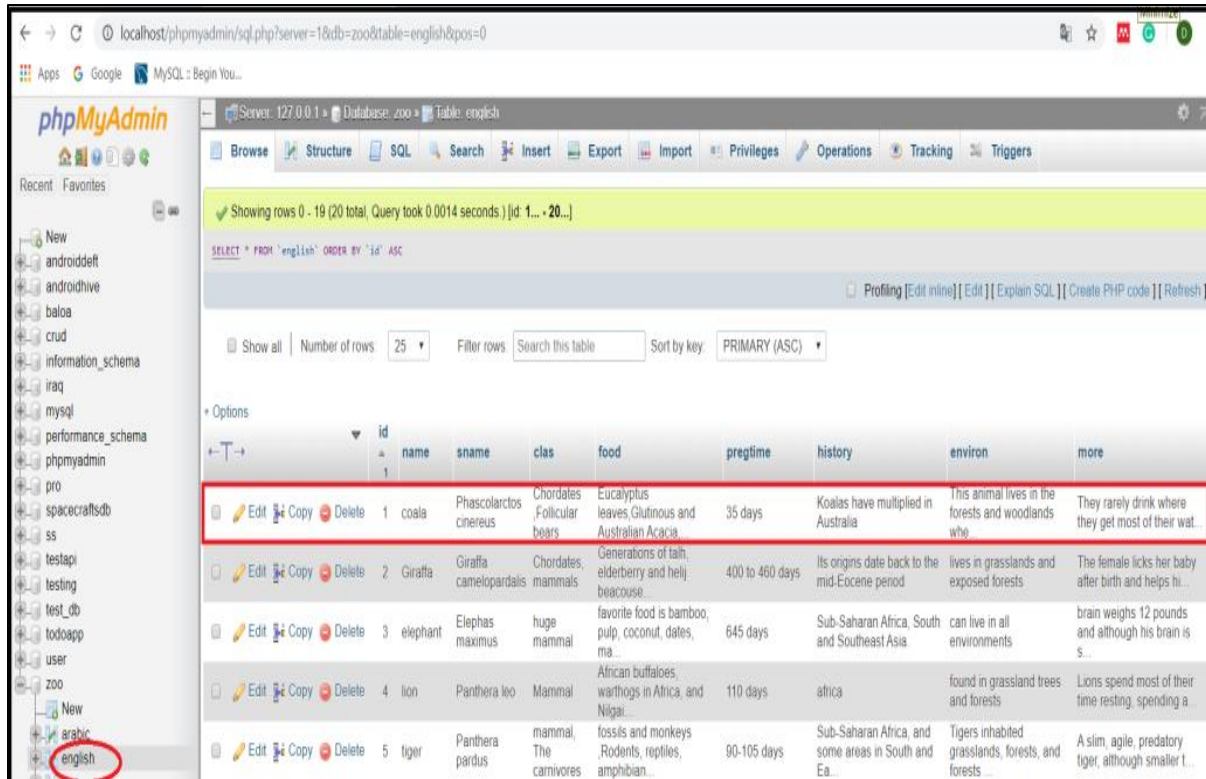 Minimize
localhost/phpmyadmin/sql.php?server=1&db=zoo&table=english&pos=0
Apps Google MySQL :: Begin You...
phpMyAdmin
Recent Favorites
New
androiddeft
androidhive
baloa
crud
information_schema
iraq
mysql
performance_schema
phpmyadmin
pro
spacecraftsdb
ss
testapi
testing
test_db
todoapp
user
zoo
New
arabic
english
Server: 127.0.0.1 » Database: zoo » Table: english
Browse Structure SQL Search Insert Export Import Privileges Operations Tracking Triggers
Showing rows 0 - 19 (20 total, Query took 0.0014 seconds.) [id: 1... - 20...]
SELECT * FROM `english` ORDER BY `id` ASC
Profiling [Edit inline] [ Edit ] [ Explain SQL ] [ Create PHP code ] [ Refresh ]
Show all Number of rows: 25 Filter rows: Search this table Sort by key: PRIMARY (ASC)
+ Options
id 1 name sname clas food pregtime history environ more
Edit Copy Delete 1 coala
Phascolarctos
cinereus
Chordates
,Follicular
bears
Eucalyptus
leaves,Glutinous and
Australian Acacia,...
35 days
Koalas have multiplied in
Australia
This animal lives in the
forests and woodlands
whe...
They rarely drink where
they get most of their wat...
Edit Copy Delete 2 Giraffa
Giraffa
camelopardalis
Chordates,
mammals
Generations of talh,
elderberry and helij
beacouse...
400 to 460 days
Its origins date back to the
mid-Eocene period
lives in grasslands and
exposed forests
The female licks her baby
after birth and helps hi...
Edit Copy Delete 3 elephant
Elephas
maximus
huge
mammal
favorite food is bamboo,
pulp, coconut, dates,
ma...
645 days
Sub-Saharan Africa, South
and Southeast Asia
can live in all
environments
brain weighs 12 pounds
and although his brain is
s...
Edit Copy Delete 4 lion
Panthera leo
Mammal
African buffaloes,
warthogs in Africa, and
Nilgai...
110 days
africa
found in grassland trees
and forests
Lions spend most of their
time resting, spending a...
Edit Copy Delete 5 tiger
Panthera
pardus
mammal,
The
carnivores
fossils and monkeys
,Rodents, reptiles,
amphibian...
90-105 days
Sub-Saharan Africa, and
some areas in South and
Ea...
Tigers inhabited
grasslands, forests, and
forests ...
A slim, agile, predatory
tiger, although smaller t...